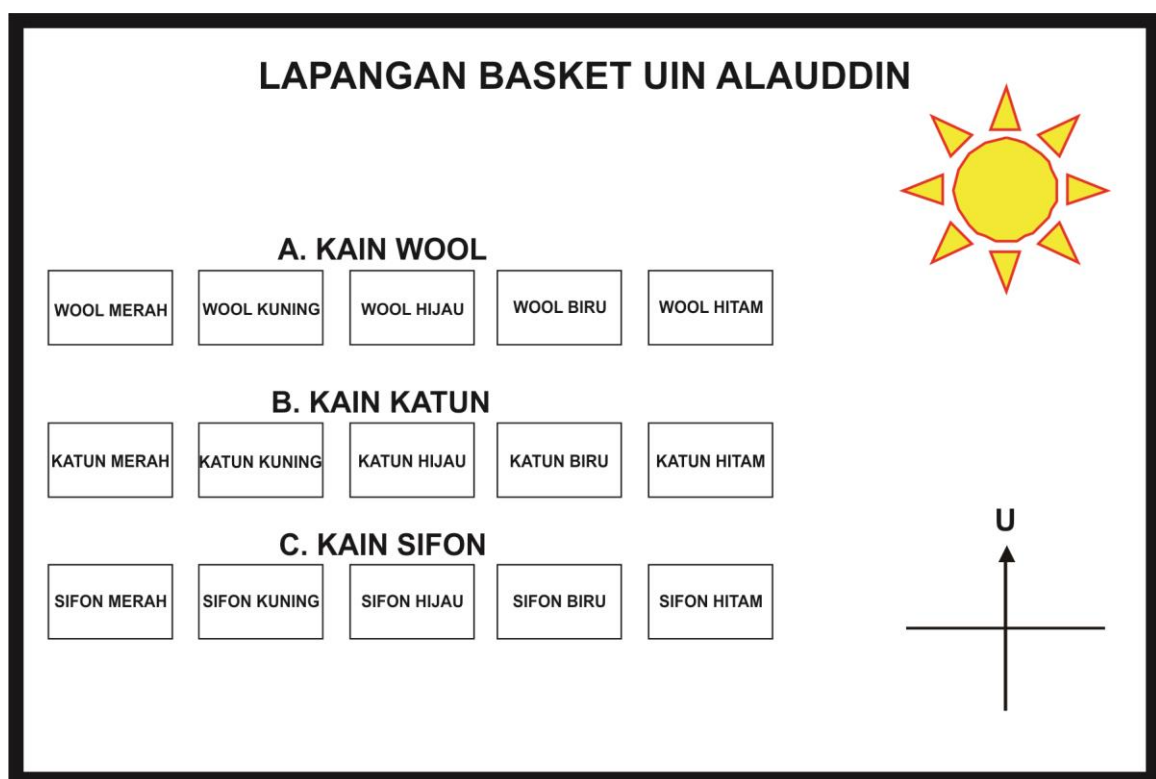 LAPANGAN BASKET UIN ALAUDDIN
A. KAIN WOOL
WOOL MERAH
WOOL KUNING
WOOL HIJAU
WOOL BIRU
WOOL HITAM
B. KAIN KATUN
KATUN MERAH
KATUN KUNING
KATUN HIJAU
KATUN BIRU
KATUN HITAM
U
C. KAIN SIFON
SIFON MERAH
SIFON KUNING
SIFON HIJAU
SIFON BIRU
SIFON HITAM